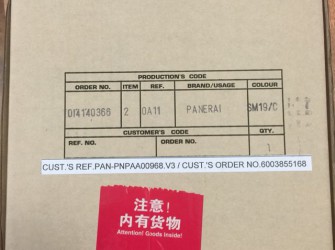 PRODUCTION'S CODE
ORDER NO. ITEM REF. BRAND/USAGE COLOUR
2 0A11 PANERAI SM19/C
CUSTOMER'S CODE
REF. NO. ORDER NO. QTY.
1
CUST.'S REF.PAN-PNPAA00968.V3 / CUST.'S ORDER NO.6003855168
注意!
内有货物
Attention! Goods Inside!